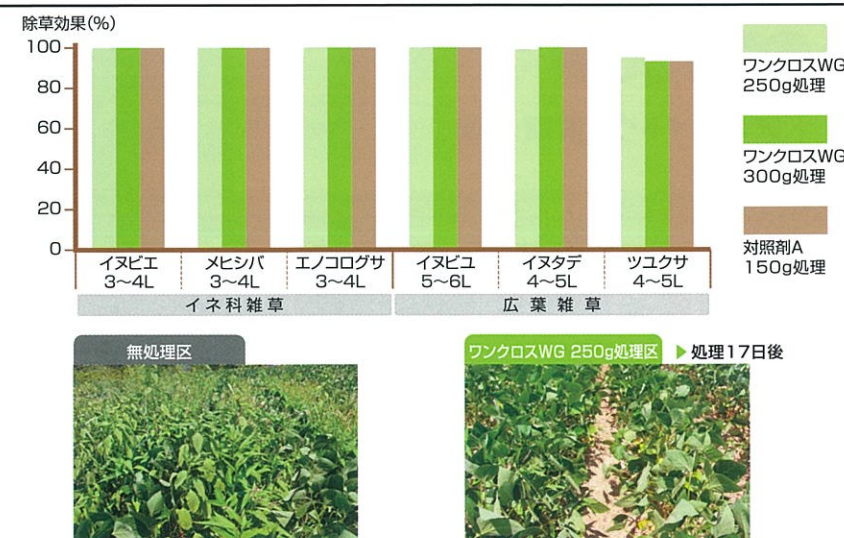 除草効果(%)
100
80
60
40
20
0
ワンクロスWG
250g処理
ワンクロスWG
300g処理
対照剤A
150g処理
イヌビエ
3〜4L
メヒシバ
3〜4L
エノコログサ
3〜4L
イヌビユ
5〜6L
イヌタデ
4〜5L
ツユクサ
4〜5L
イネ科雑草
広葉雑草
無処理区
ワンクロスWG 250g処理区 ▶処理17日後